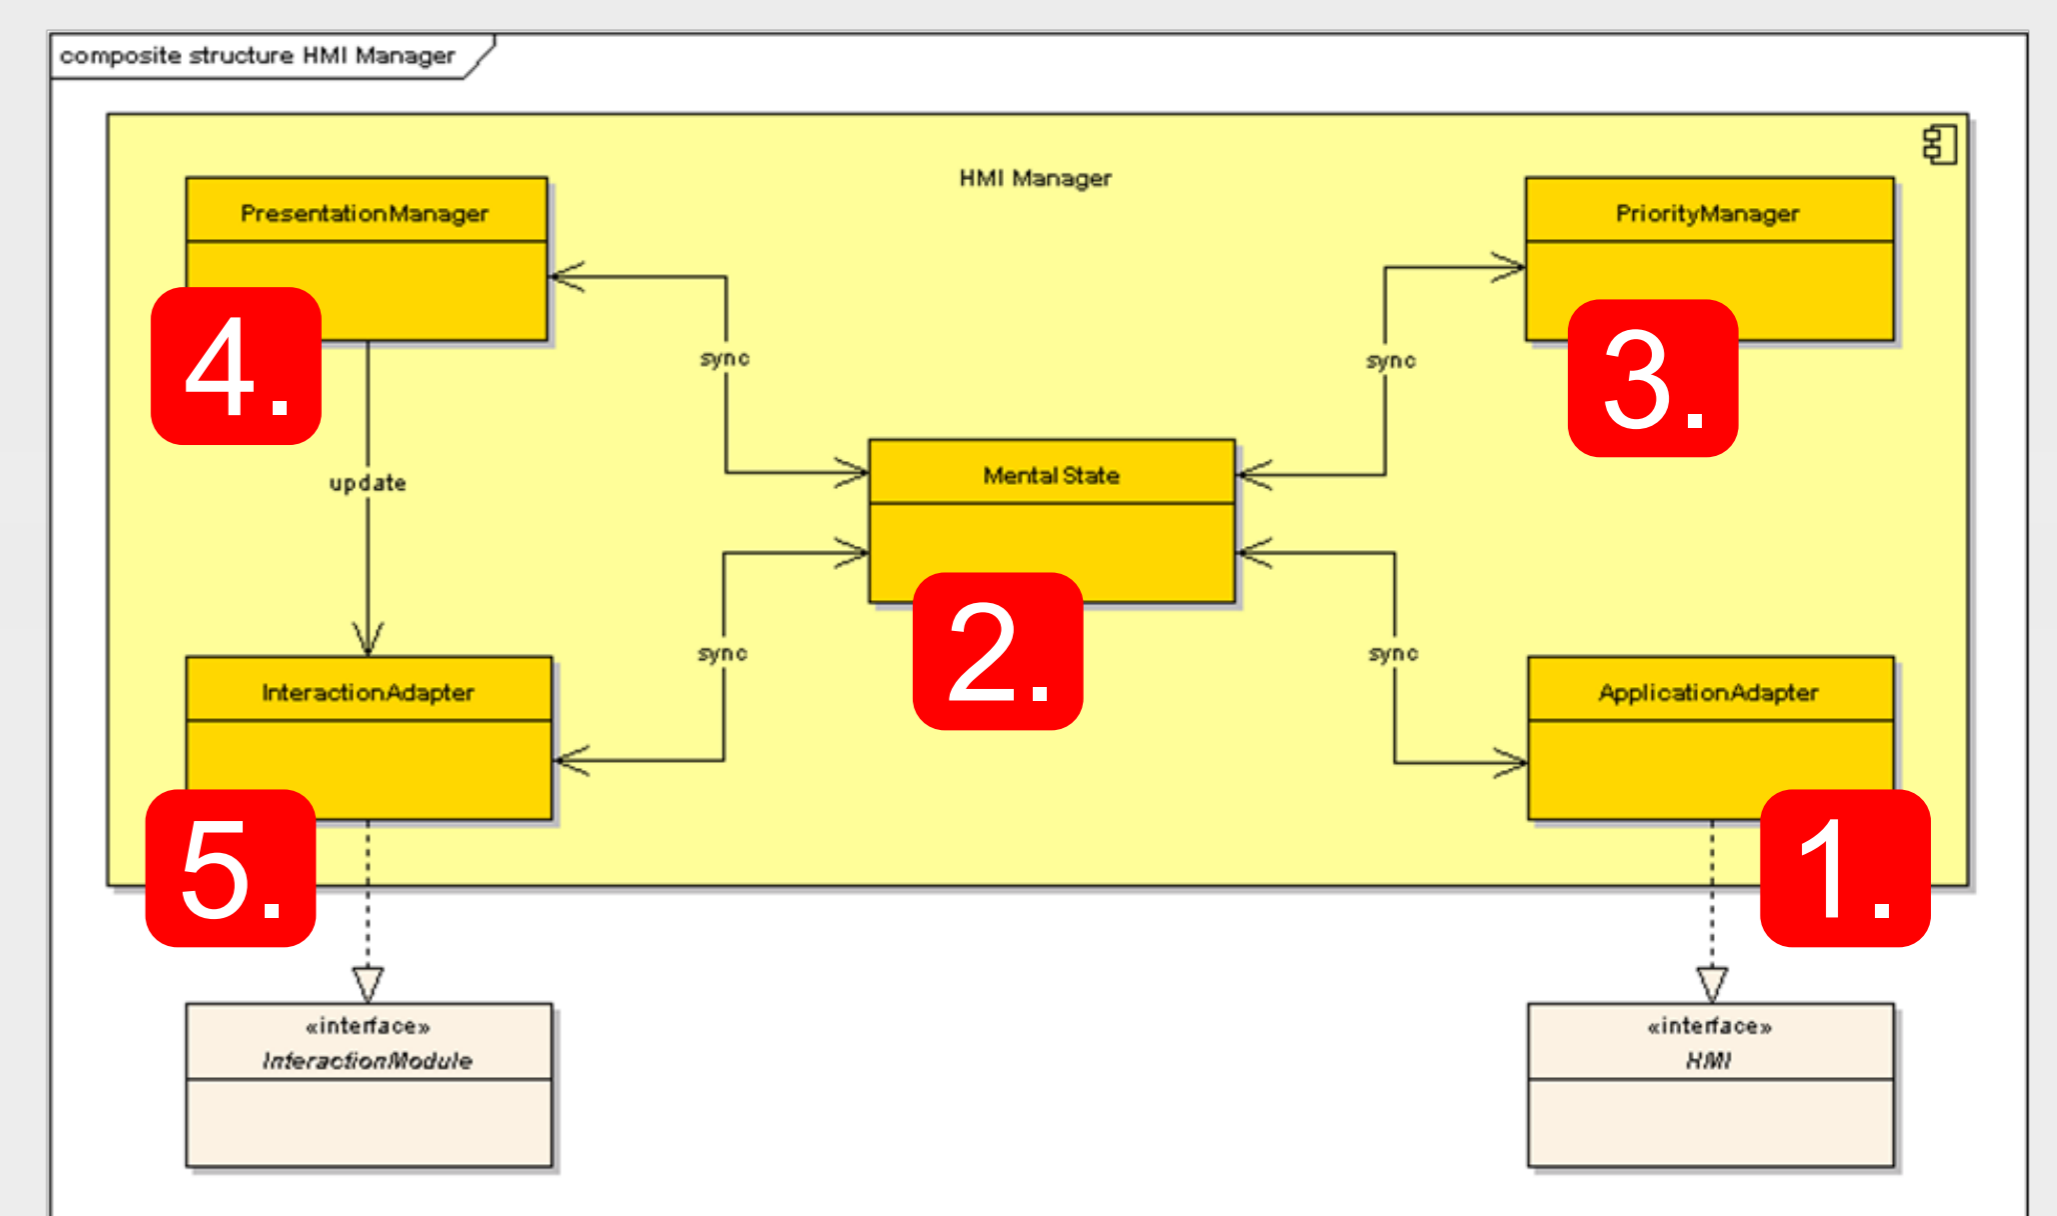 composite structure HMI Manager
HMI Manager
PresentationManager
PriorityManager
4.
3.
sync
sync
update
Mental State
2.
sync
sync
InteractionAdapter
ApplicationAdapter
5.
1.
«interface»
InteractionModule
«interface»
HMI